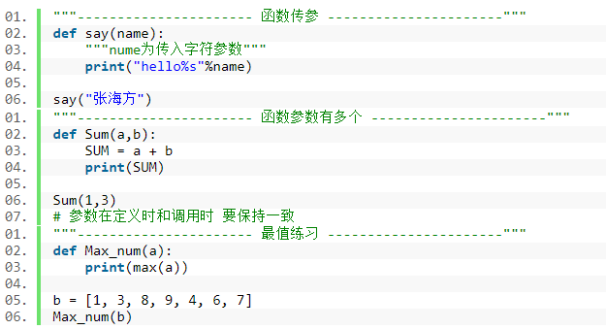 01. """---------------------- 函数传参 ----------------------"""
02. def say(name):
03.     """nume为传入字符参数"""
04.     print("hello%s"%name)
05.
06. say("张海方")
01. """---------------------- 函数参数有多个 ----------------------"""
02. def Sum(a,b):
03.     SUM = a + b
04.     print(SUM)
05.
06. Sum(1,3)
07. # 参数在定义时和调用时 要保持一致
01. """---------------------- 最值练习 ----------------------"""
02. def Max_num(a):
03.     print(max(a))
04.
05. b = [1, 3, 8, 9, 4, 6, 7]
06. Max_num(b)